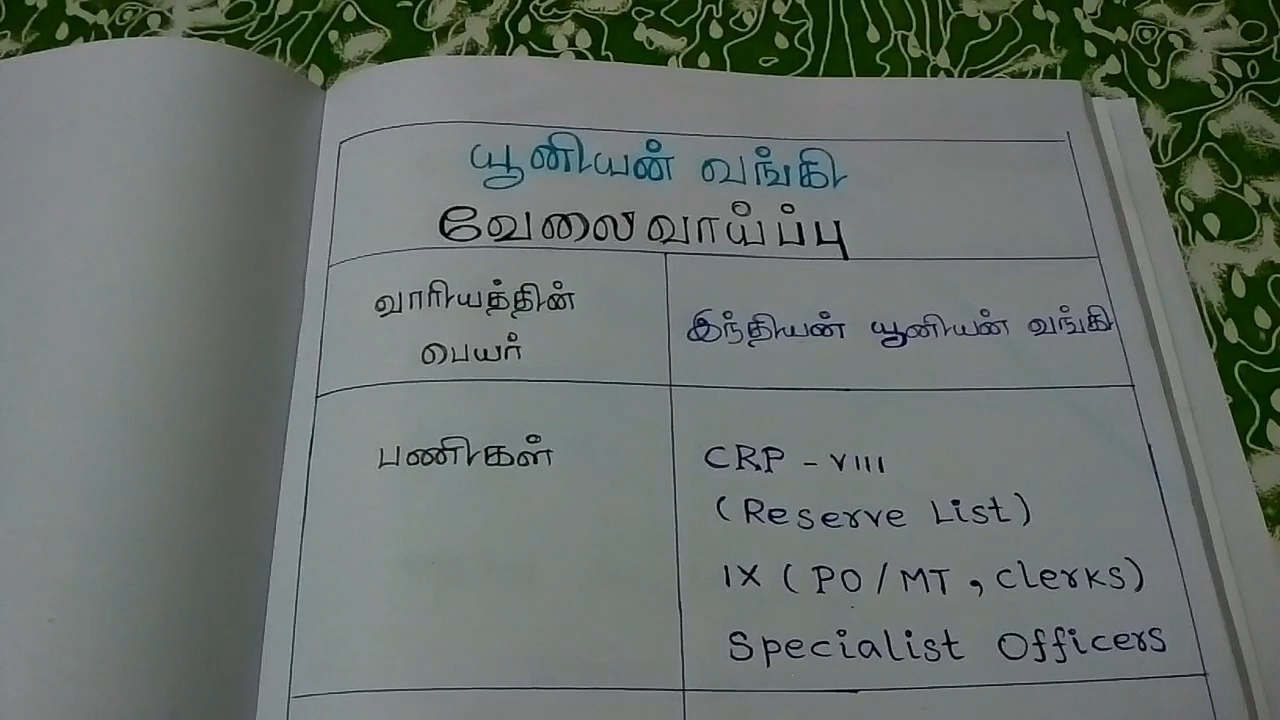 யூனியன் வங்கி
வேலைவாய்ப்பு
வாரியத்தின்
பெயர்
இந்தியன் யூனியன் வங்கி
பணிகள்
CRP - VIII
(Reserve List)
IX (PO/MT, Clerks)
Specialist Officers